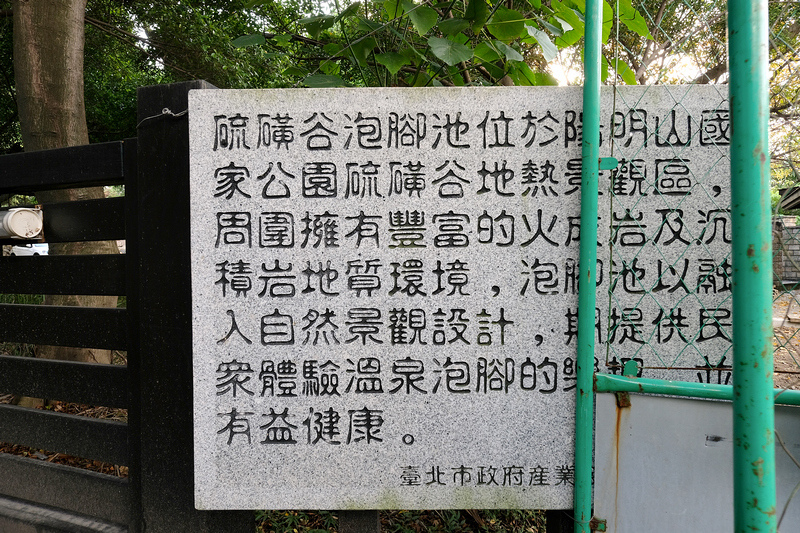 硫磺谷泡腳池位於陽明山國
家公園硫磺谷地熱景觀區，
周圍擁有豐富的火成岩及沉
積岩地質環境，泡腳池以融
入自然景觀設計，期提供民
眾體驗溫泉泡腳的樂 並
有益健康。
臺北市政府產業